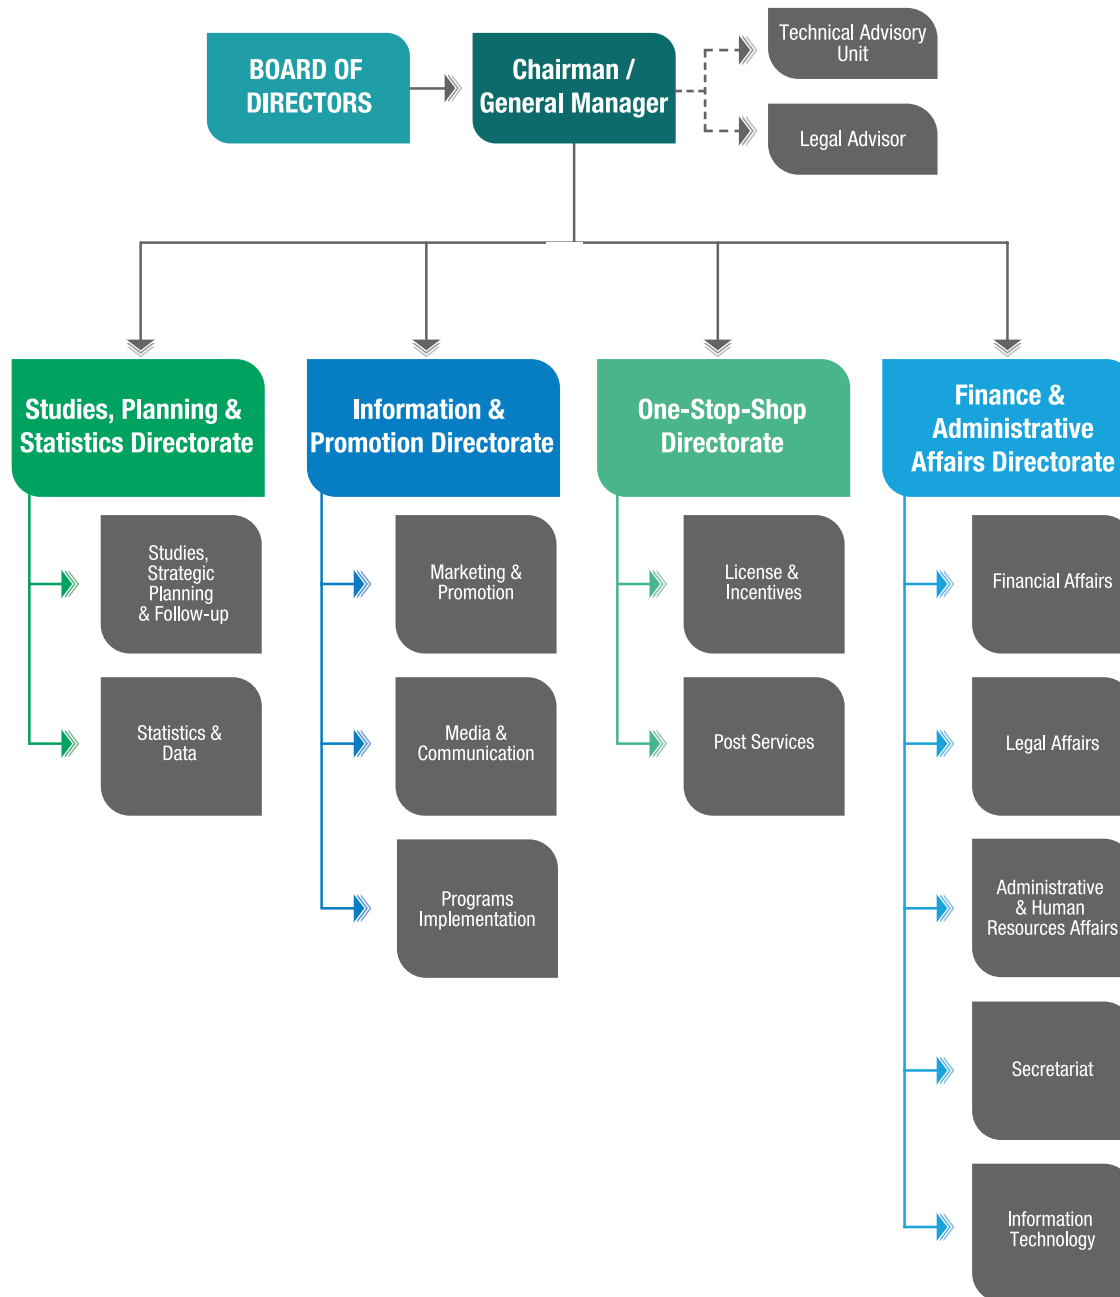 BOARD OF
DIRECTORS
Chairman /
General Manager
Technical Advisory
Unit
Legal Advisor
Studies, Planning &
Statistics Directorate
Studies,
Strategic
Planning
& Follow-up
Statistics &
Data
Information &
Promotion Directorate
Marketing &
Promotion
Media &
Communication
Programs
Implementation
One-Stop-Shop
Directorate
License &
Incentives
Post Services
Finance &
Administrative
Affairs Directorate
Financial Affairs
Legal Affairs
Administrative
& Human
Resources Affairs
Secretariat
Information
Technology